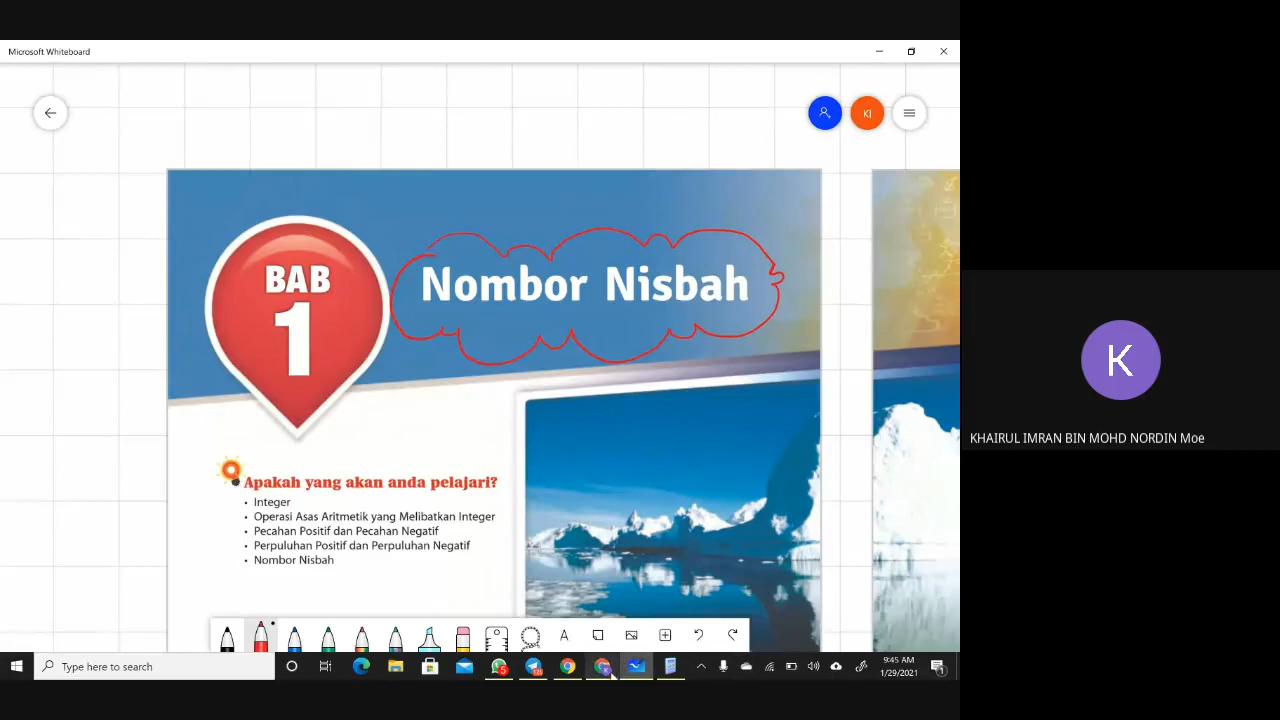 Microsoft Whiteboard
KI
BAB
1
Nombor Nisbah
Apakah yang akan anda pelajari?
• Integer
• Operasi Asas Aritmetik yang Melibatkan Integer
• Pecahan Positif dan Pecahan Negatif
• Perpuluhan Positif dan Perpuluhan Negatif
• Nombor Nisbah
K
KHAIRUL IMRAN BIN MOHD NORDIN Moe
A
Type here to search
9:45 AM
1/29/2021